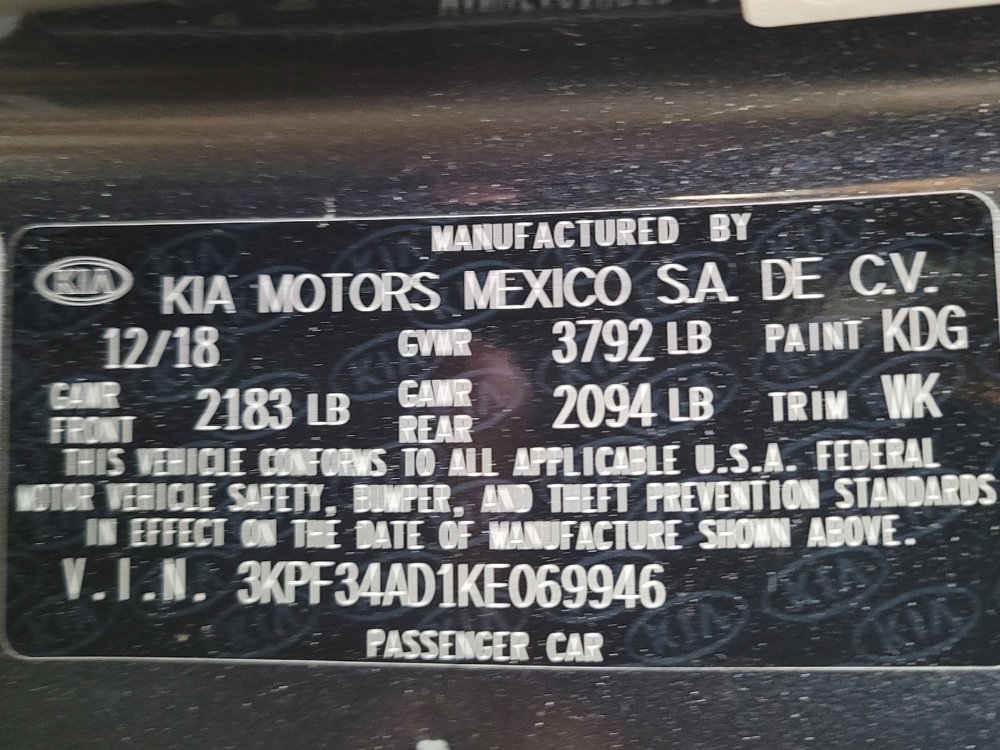 MANUFACTURED BY
KIA KIA MOTORS MEXICO S.A. DE C.V.
12/18 GVWR 3792 LB PAINT KDG
GAWR FRONT 2183 LB GAWR REAR 2094 LB TRIM WK
THIS VEHICLE CONFORMS TO ALL APPLICABLE U.S.A. FEDERAL
MOTOR VEHICLE SAFETY, BUMPER, AND THEFT PREVENTION STANDARDS
IN EFFECT ON THE DATE OF MANUFACTURE SHOWN ABOVE.
V.I.N. 3KPF34AD1KE069946
PASSENGER CAR